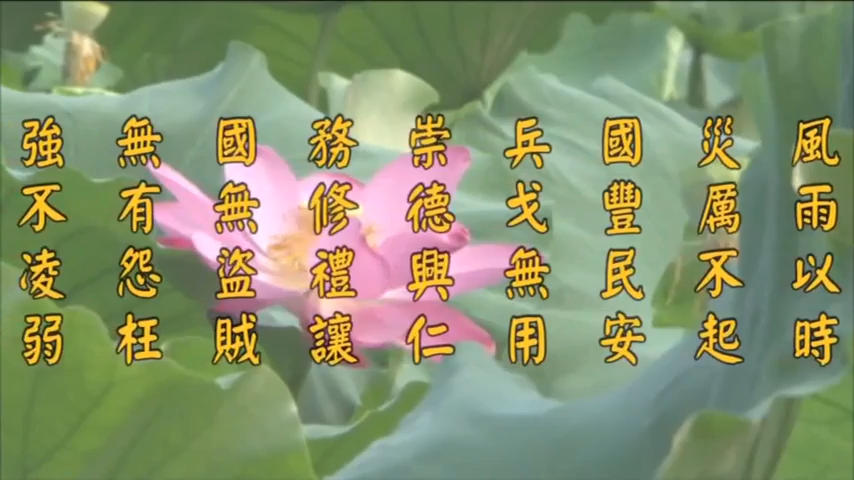 風雨以時
災厲不起
國豐民安
兵戈無用
崇德興仁
務修禮讓
國無盜賊
無有怨枉
強不凌弱